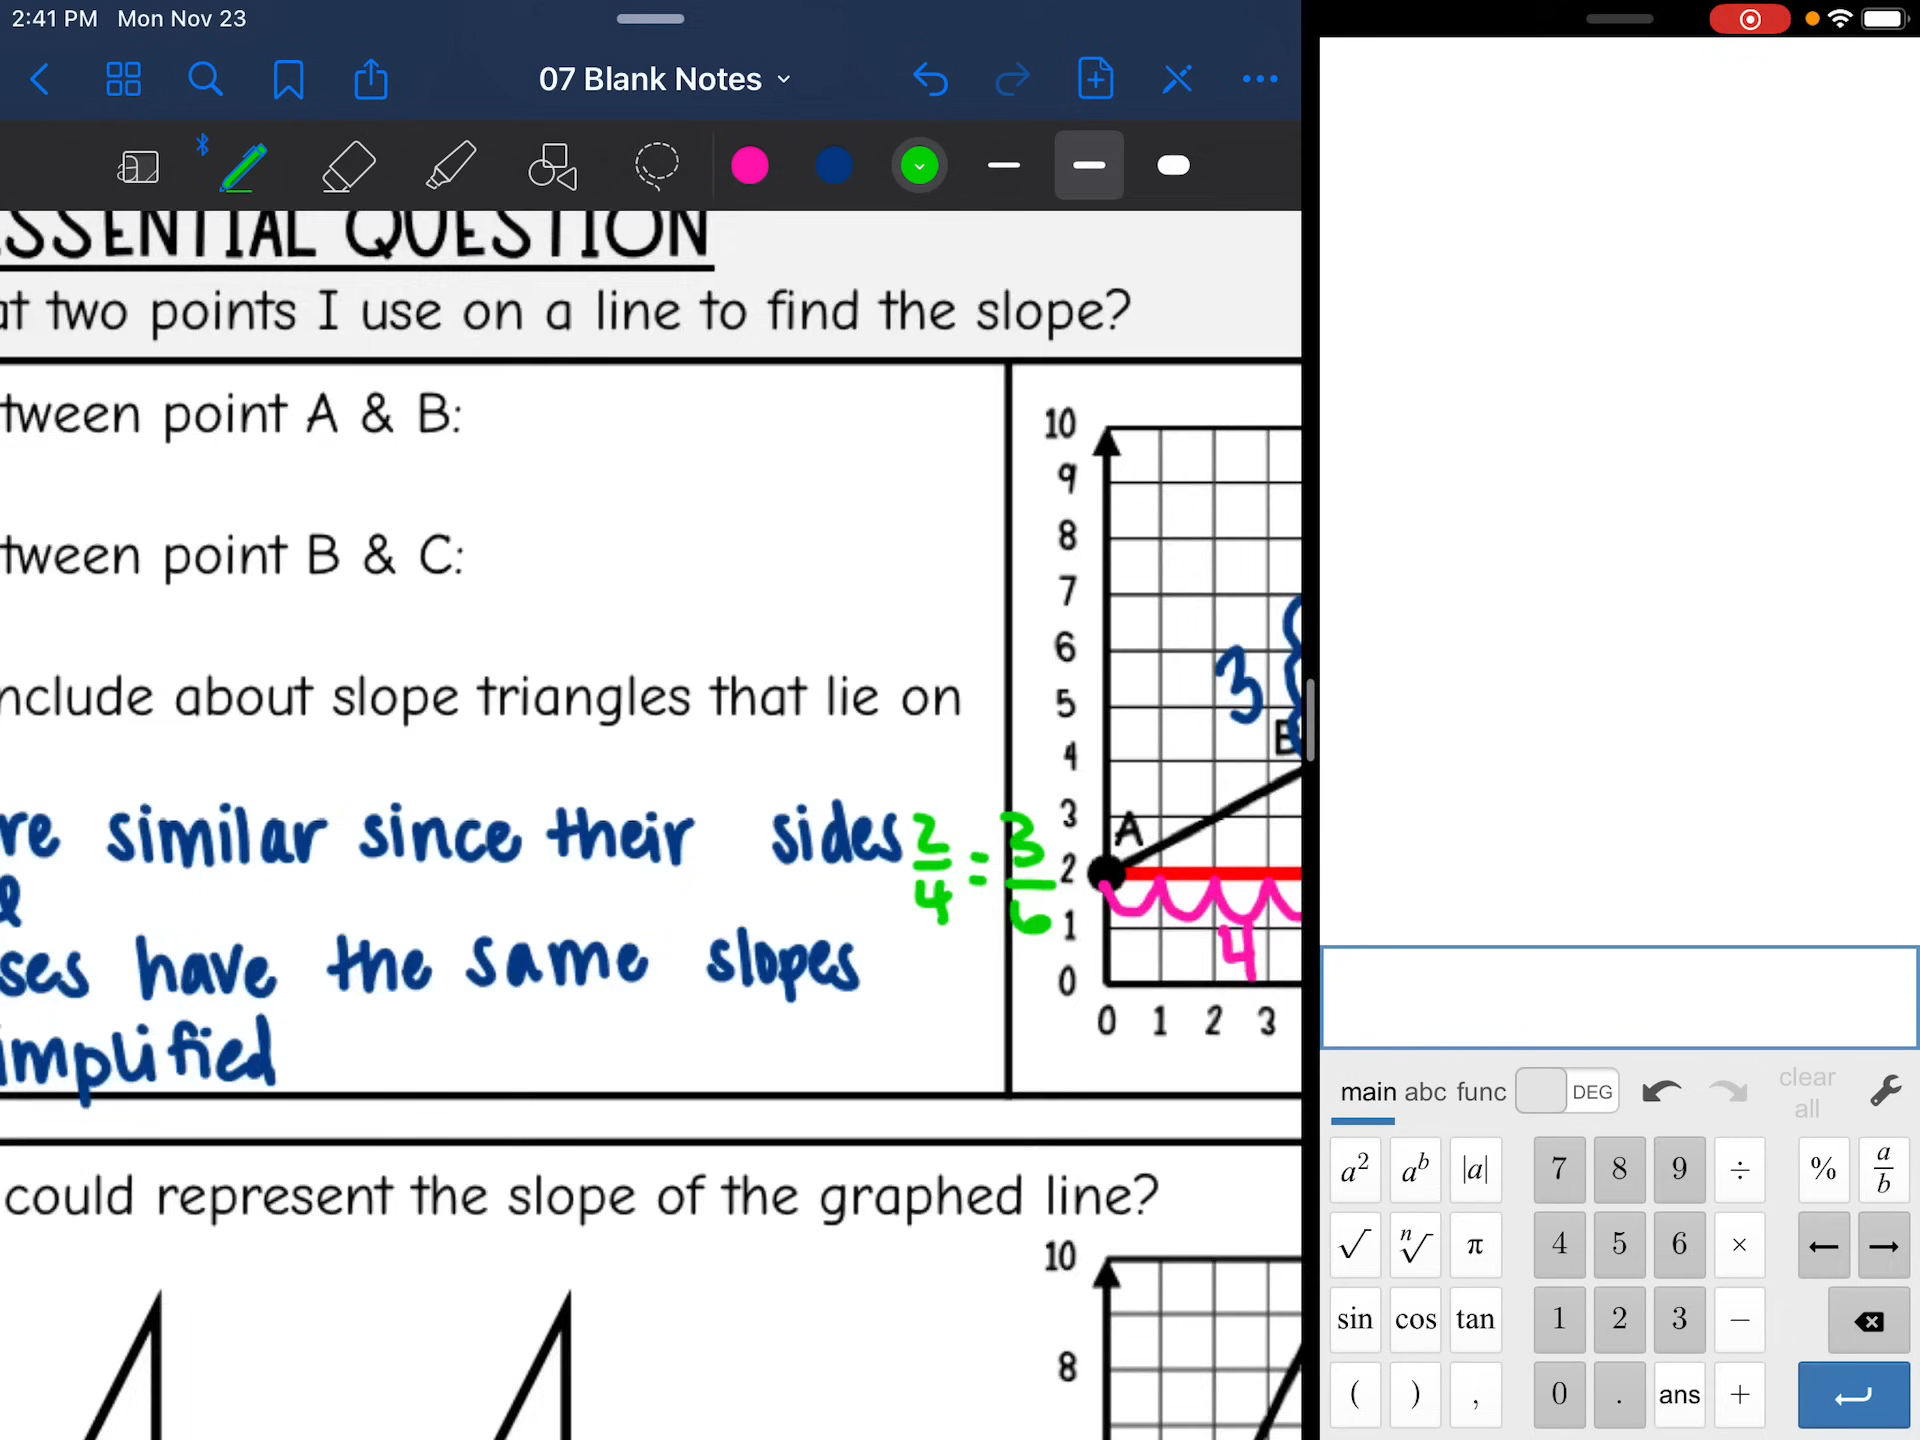 2:41 PM Mon Nov 23
07 Blank Notes
SSENTIAL QUESTION
at two points I use on a line to find the slope?
tween point A & B:
tween point B & C:
nclude about slope triangles that lie on
re similar since their sides 2/4 = 3/6
e
ses have the same slopes
implified
10
9
8
7
6
5
4
3
2
1
0
0 1 2 3
3
B
A
4
could represent the slope of the graphed line?
10
8
main abc func DEG clear all
a² aᵇ |a| 7 8 9 ÷ % a/b
√ ⁿ√ π 4 5 6 × ← →
sin cos tan 1 2 3 −
( ) , 0 . ans +